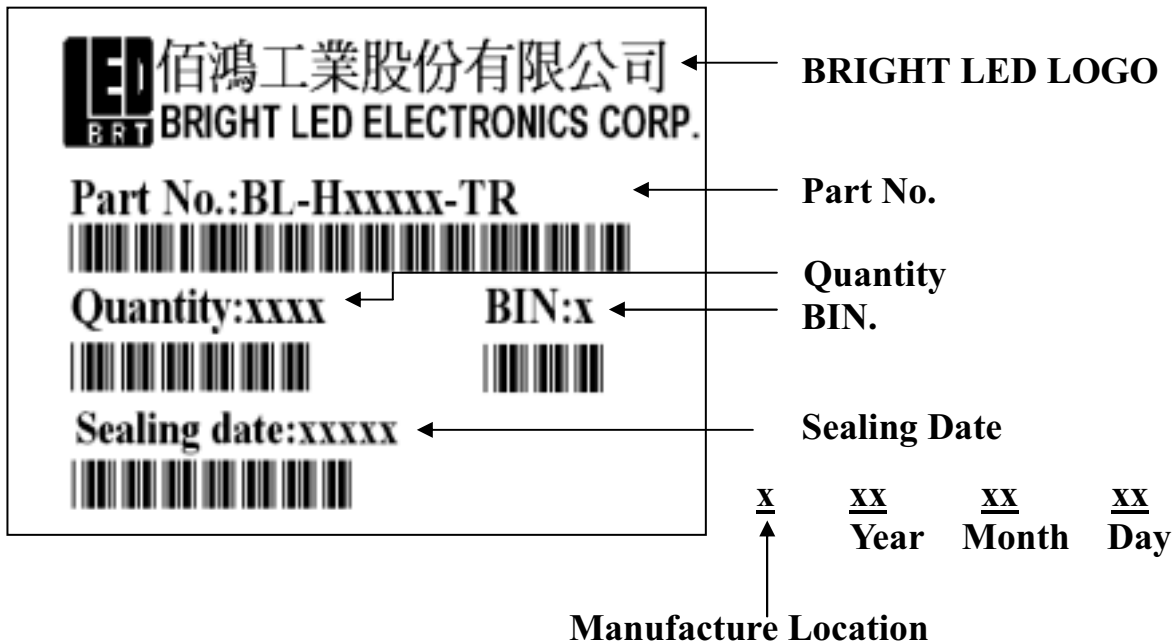 LED 佰鴻工業股份有限公司
BRT BRIGHT LED ELECTRONICS CORP.
BRIGHT LED LOGO
Part No.:BL-Hxxxxx-TR
Part No.
Quantity:xxxx
BIN:x
Quantity
BIN.
Sealing date:xxxxx
Sealing Date
x xx xx xx
Year Month Day
Manufacture Location